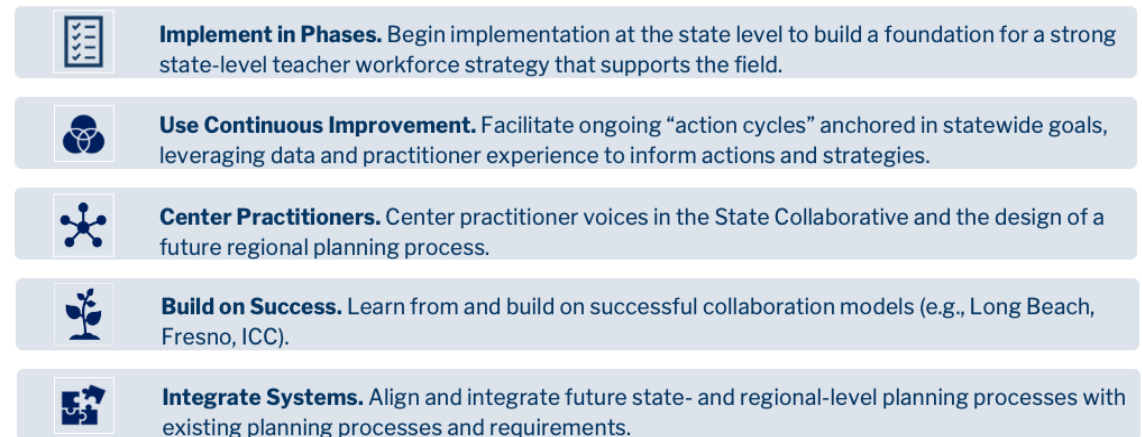 Implement in Phases. Begin implementation at the state level to build a foundation for a strong
state-level teacher workforce strategy that supports the field.
Use Continuous Improvement. Facilitate ongoing “action cycles” anchored in statewide goals,
leveraging data and practitioner experience to inform actions and strategies.
Center Practitioners. Center practitioner voices in the State Collaborative and the design of a
future regional planning process.
Build on Success. Learn from and build on successful collaboration models (e.g., Long Beach,
Fresno, ICC).
Integrate Systems. Align and integrate future state- and regional-level planning processes with
existing planning processes and requirements.